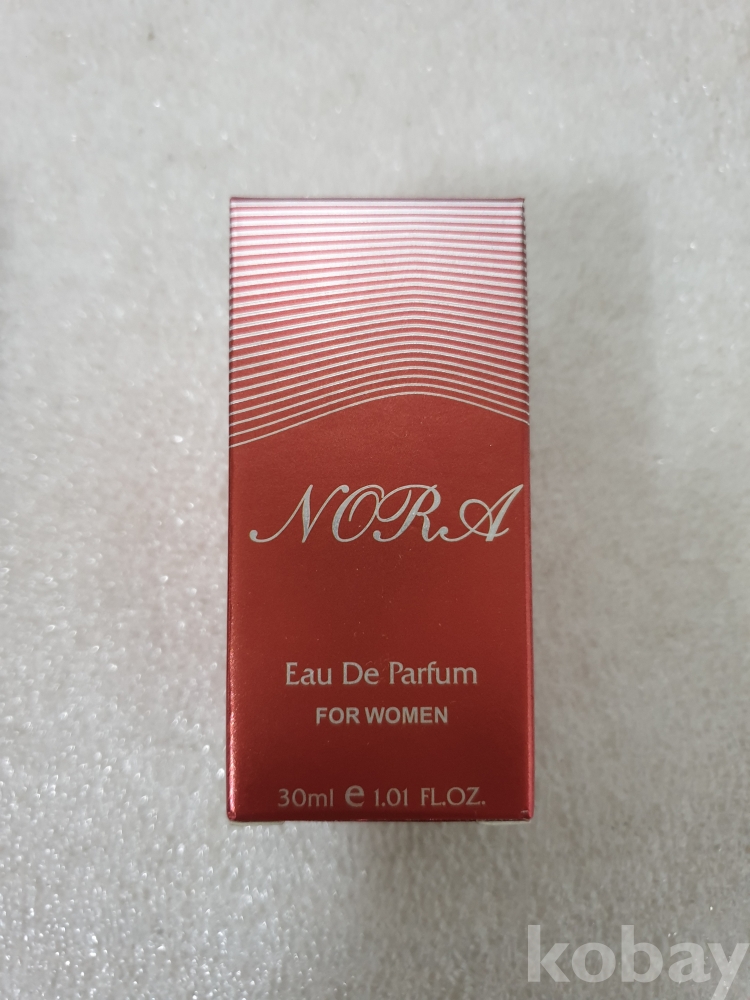 NORA
Eau De Parfum
FOR WOMEN
30ml e 1.01 FL.OZ.
kobay